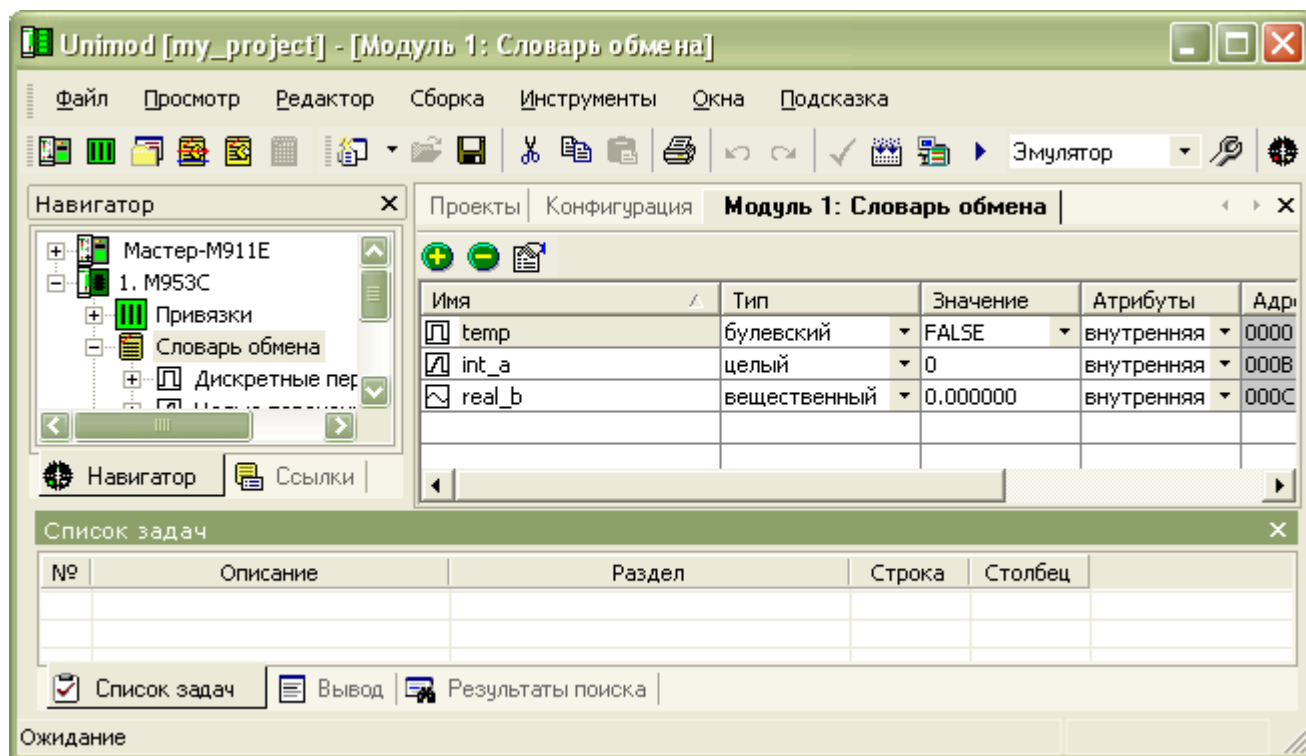 Unimod [my_project] - [Модуль 1: Словарь обмена]
Файл Просмотр Редактор Сборка Инструменты Окна Подсказка
Эмулятор
Навигатор
Проекты Конфигурация Модуль 1: Словарь обмена
Мастер-М911Е
1. М953С
Привязки
Словарь обмена
Дискретные пер
Имя Тип Значение Атрибуты Адр
temp булевский FALSE внутренняя 0000
int_a целый 0 внутренняя 000B
real_b вещественный 0.000000 внутренняя 000C
Навигатор Ссылки
Список задач
№ Описание Раздел Строка Столбец
Список задач Вывод Результаты поиска
Ожидание